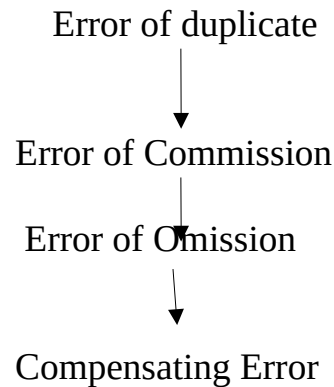 Error of duplicate
Error of Commission
Error of Omission
Compensating Error